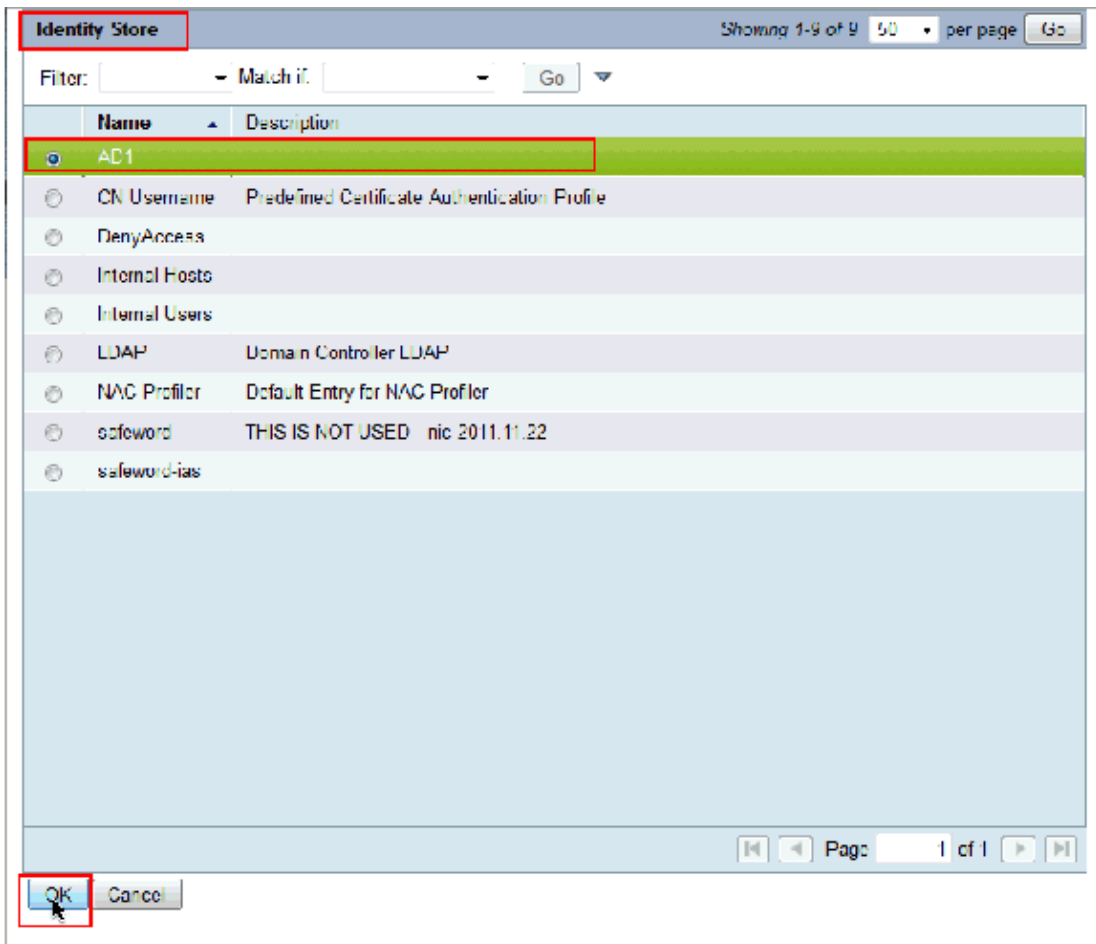 Identity Store Showing 1-9 of 9 50 per page Go
Filter: Match if: Go
Name Description
AD1
CN Username Predefined Certificate Authentication Profile
DenyAccess
Internal Hosts
Internal Users
LDAP Domain Controller LDAP
NAC Profiler Default Entry for NAC Profiler
safeword THIS IS NOT USED nic 2011.11.22
safeword-ias
Page 1 of 1
OK Cancel